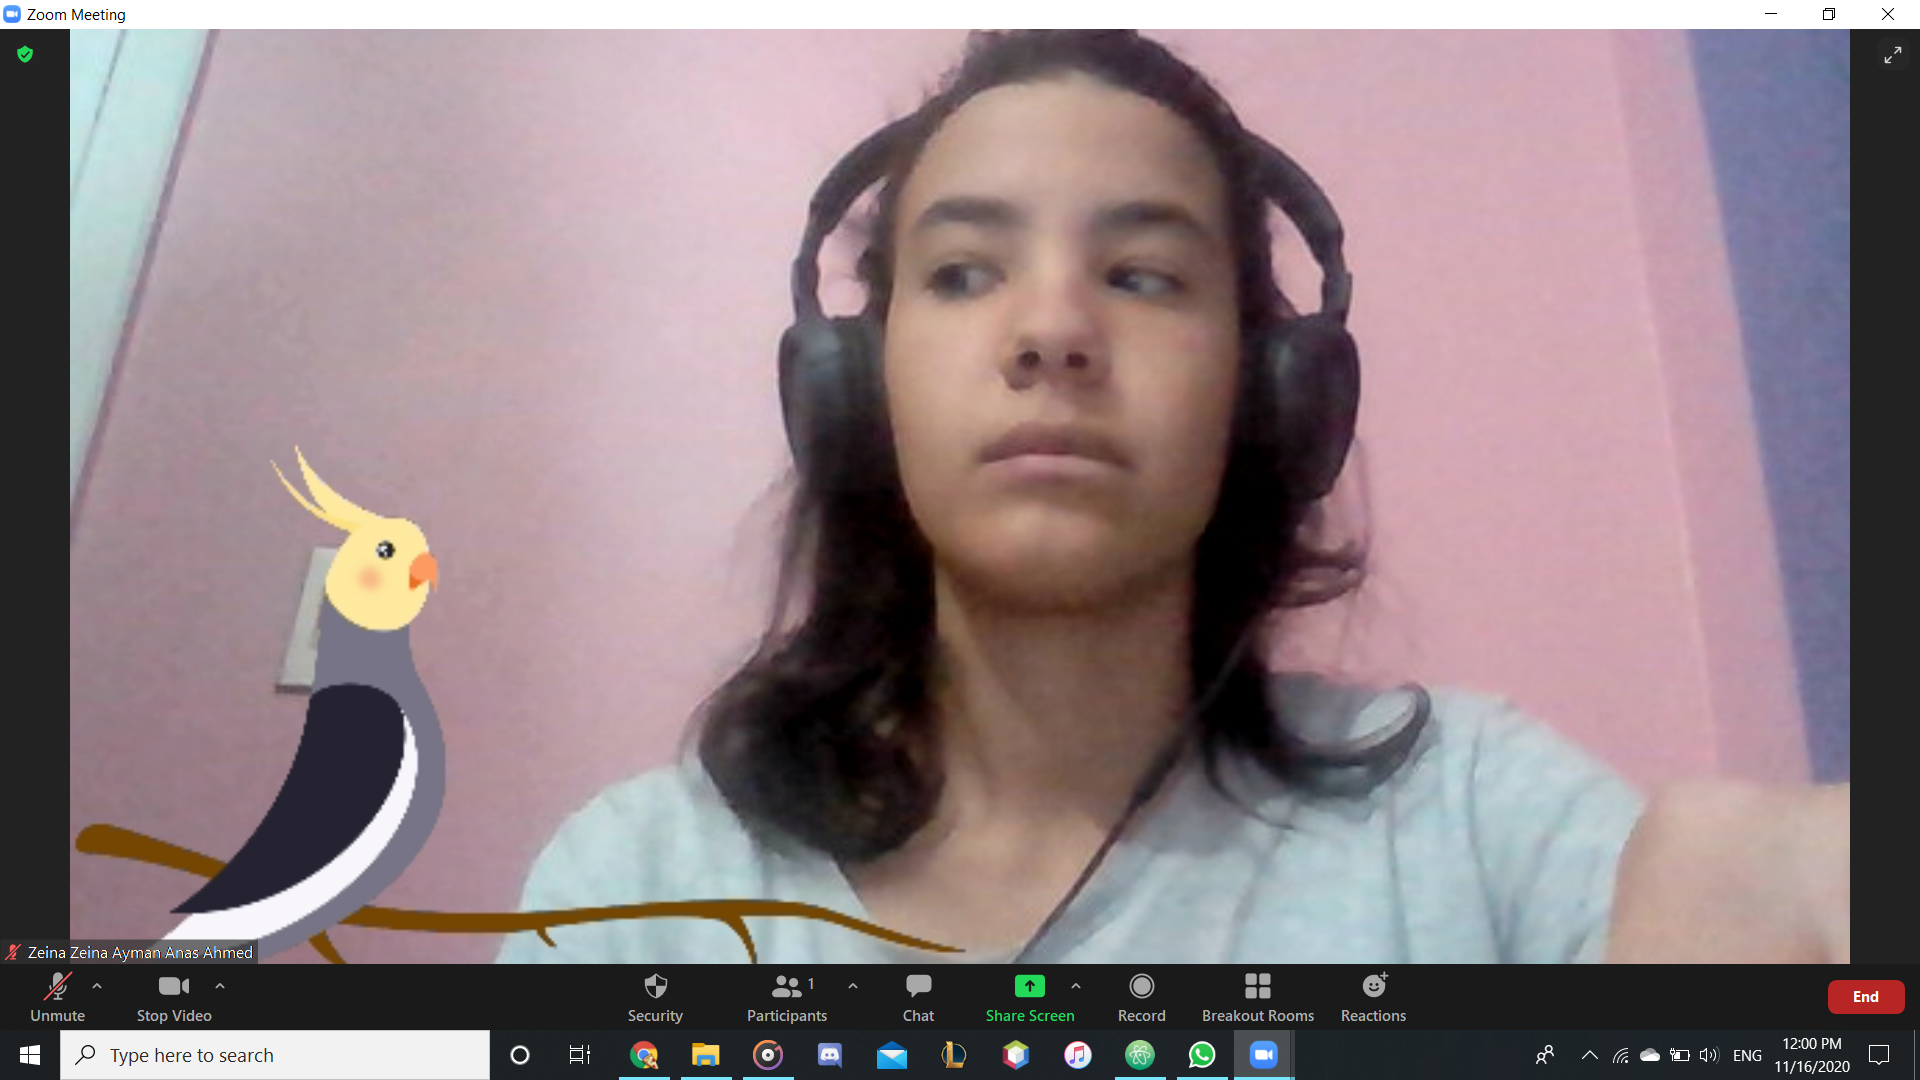 Zoom Meeting
Zeina Zeina Ayman Anas Ahmed
Unmute
Stop Video
Security
Participants
1
Chat
Share Screen
Record
Breakout Rooms
Reactions
End
Type here to search
ENG
12:00 PM
11/16/2020